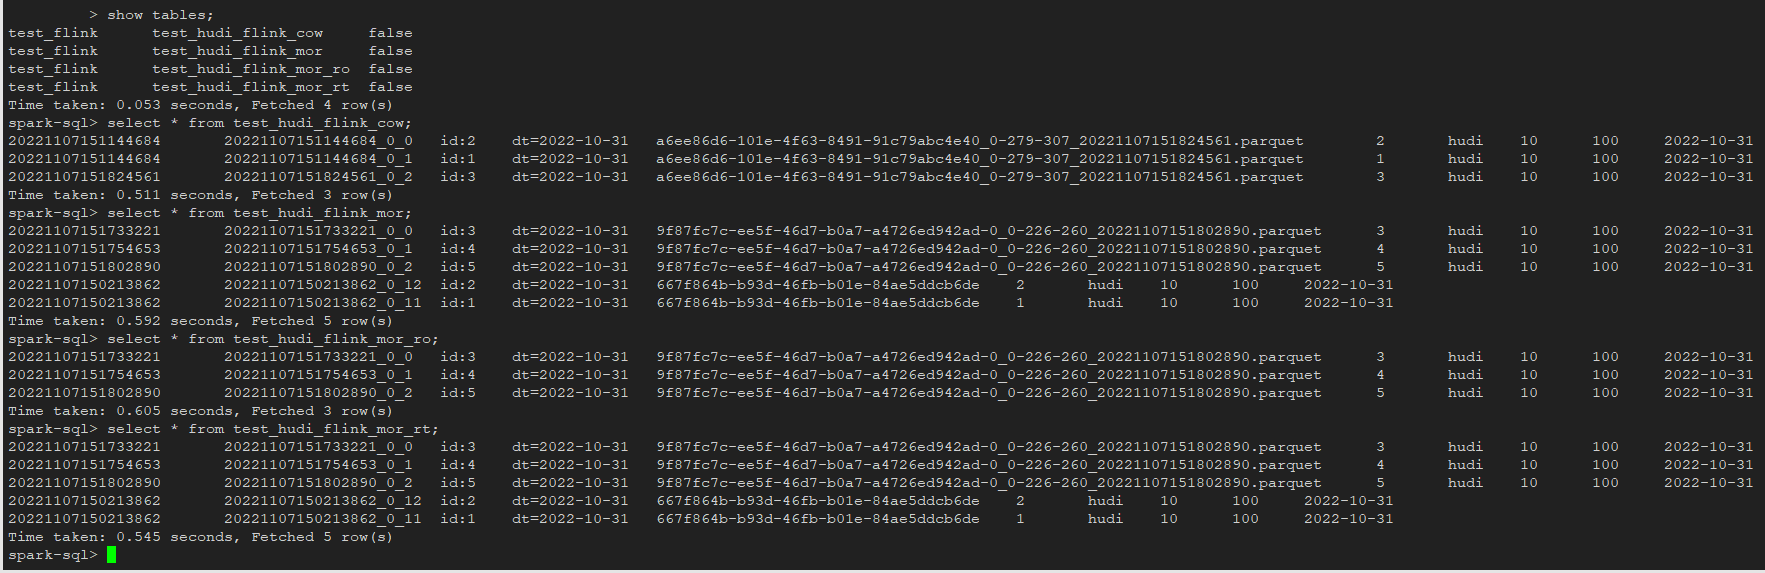 > show tables;
test_flink test_hudi_flink_cow false
test_flink test_hudi_flink_mor false
test_flink test_hudi_flink_mor_ro false
test_flink test_hudi_flink_mor_rt false
Time taken: 0.053 seconds, Fetched 4 row(s)
spark-sql> select * from test_hudi_flink_cow;
20221107151144684 20221107151144684_0_0 id:2 dt=2022-10-31 a6ee86d6-101e-4f63-8491-91c79abc4e40_0-279-307_20221107151824561.parquet 2 hudi 10 100 2022-10-31
20221107151144684 20221107151144684_0_1 id:1 dt=2022-10-31 a6ee86d6-101e-4f63-8491-91c79abc4e40_0-279-307_20221107151824561.parquet 1 hudi 10 100 2022-10-31
20221107151824561 20221107151824561_0_2 id:3 dt=2022-10-31 a6ee86d6-101e-4f63-8491-91c79abc4e40_0-279-307_20221107151824561.parquet 3 hudi 10 100 2022-10-31
Time taken: 0.511 seconds, Fetched 3 row(s)
spark-sql> select * from test_hudi_flink_mor;
20221107151733221 20221107151733221_0_0 id:3 dt=2022-10-31 9f87fc7c-ee5f-46d7-b0a7-a4726ed942ad-0_0-226-260_20221107151802890.parquet 3 hudi 10 100 2022-10-31
20221107151754653 20221107151754653_0_1 id:4 dt=2022-10-31 9f87fc7c-ee5f-46d7-b0a7-a4726ed942ad-0_0-226-260_20221107151802890.parquet 4 hudi 10 100 2022-10-31
20221107151802890 20221107151802890_0_2 id:5 dt=2022-10-31 9f87fc7c-ee5f-46d7-b0a7-a4726ed942ad-0_0-226-260_20221107151802890.parquet 5 hudi 10 100 2022-10-31
20221107150213862 20221107150213862_0_12 id:2 dt=2022-10-31 667f864b-b93d-46fb-b01e-84ae5ddcb6de 2 hudi 10 100 2022-10-31
20221107150213862 20221107150213862_0_11 id:1 dt=2022-10-31 667f864b-b93d-46fb-b01e-84ae5ddcb6de 1 hudi 10 100 2022-10-31
Time taken: 0.592 seconds, Fetched 5 row(s)
spark-sql> select * from test_hudi_flink_mor_ro;
20221107151733221 20221107151733221_0_0 id:3 dt=2022-10-31 9f87fc7c-ee5f-46d7-b0a7-a4726ed942ad-0_0-226-260_20221107151802890.parquet 3 hudi 10 100 2022-10-31
20221107151754653 20221107151754653_0_1 id:4 dt=2022-10-31 9f87fc7c-ee5f-46d7-b0a7-a4726ed942ad-0_0-226-260_20221107151802890.parquet 4 hudi 10 100 2022-10-31
20221107151802890 20221107151802890_0_2 id:5 dt=2022-10-31 9f87fc7c-ee5f-46d7-b0a7-a4726ed942ad-0_0-226-260_20221107151802890.parquet 5 hudi 10 100 2022-10-31
Time taken: 0.605 seconds, Fetched 3 row(s)
spark-sql> select * from test_hudi_flink_mor_rt;
20221107151733221 20221107151733221_0_0 id:3 dt=2022-10-31 9f87fc7c-ee5f-46d7-b0a7-a4726ed942ad-0_0-226-260_20221107151802890.parquet 3 hudi 10 100 2022-10-31
20221107151754653 20221107151754653_0_1 id:4 dt=2022-10-31 9f87fc7c-ee5f-46d7-b0a7-a4726ed942ad-0_0-226-260_20221107151802890.parquet 4 hudi 10 100 2022-10-31
20221107151802890 20221107151802890_0_2 id:5 dt=2022-10-31 9f87fc7c-ee5f-46d7-b0a7-a4726ed942ad-0_0-226-260_20221107151802890.parquet 5 hudi 10 100 2022-10-31
20221107150213862 20221107150213862_0_12 id:2 dt=2022-10-31 667f864b-b93d-46fb-b01e-84ae5ddcb6de 2 hudi 10 100 2022-10-31
20221107150213862 20221107150213862_0_11 id:1 dt=2022-10-31 667f864b-b93d-46fb-b01e-84ae5ddcb6de 1 hudi 10 100 2022-10-31
Time taken: 0.545 seconds, Fetched 5 row(s)
spark-sql>